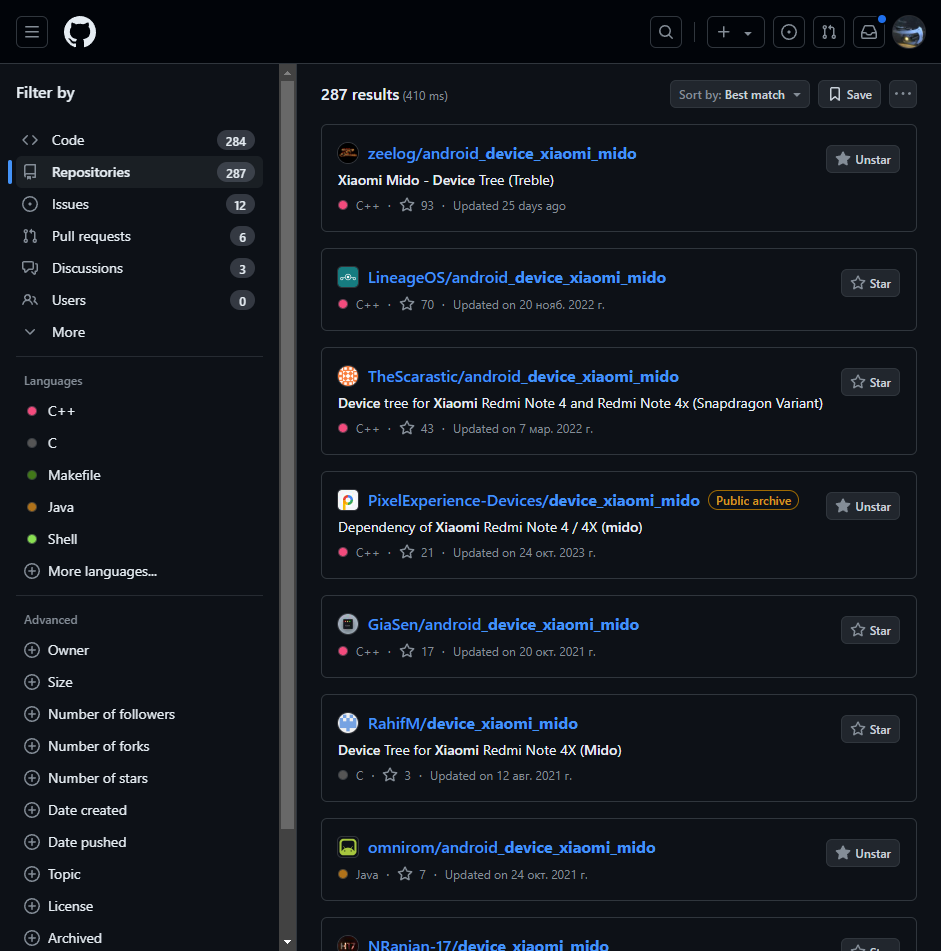 Filter by
Code 284
Repositories 287
Issues 12
Pull requests 6
Discussions 3
Users 0
More
Languages
C++
C
Makefile
Java
Shell
More languages...
Advanced
Owner
Size
Number of followers
Number of forks
Number of stars
Date created
Date pushed
Topic
License
Archived
287 results (410 ms)
Sort by: Best match
Save
zeelog/android_device_xiaomi_mido
Unstar
Xiaomi Mido - Device Tree (Treble)
C++ · 93 · Updated 25 days ago
LineageOS/android_device_xiaomi_mido
Star
C++ · 70 · Updated on 20 нояб. 2022 г.
TheScarastic/android_device_xiaomi_mido
Star
Device tree for Xiaomi Redmi Note 4 and Redmi Note 4x (Snapdragon Variant)
C++ · 43 · Updated on 7 мар. 2022 г.
PixelExperience-Devices/device_xiaomi_mido Public archive
Unstar
Dependency of Xiaomi Redmi Note 4 / 4X (mido)
C++ · 21 · Updated on 24 окт. 2023 г.
GiaSen/android_device_xiaomi_mido
Star
C++ · 17 · Updated on 20 окт. 2021 г.
RahifM/device_xiaomi_mido
Star
Device Tree for Xiaomi Redmi Note 4X (Mido)
C · 3 · Updated on 12 авг. 2021 г.
omnirom/android_device_xiaomi_mido
Unstar
Java · 7 · Updated on 24 окт. 2021 г.
H17
NRanjan-17/device_xiaomi_mido
Star